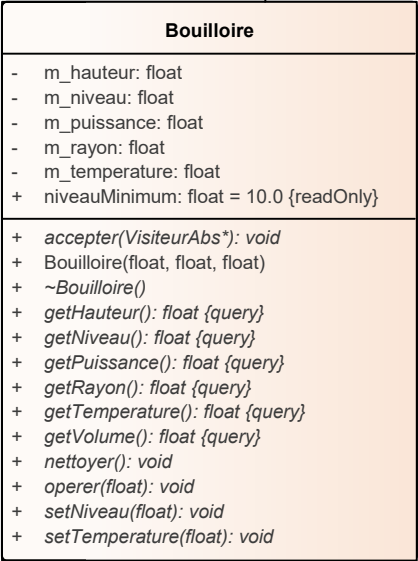 Bouilloire
- m_hauteur: float
- m_niveau: float
- m_puissance: float
- m_rayon: float
- m_temperature: float
+ niveauMinimum: float = 10.0 {readOnly}
+ accepter(VisiteurAbs*): void
+ Bouilloire(float, float, float)
+ ~Bouilloire()
+ getHauteur(): float {query}
+ getNiveau(): float {query}
+ getPuissance(): float {query}
+ getRayon(): float {query}
+ getTemperature(): float {query}
+ getVolume(): float {query}
+ nettoyer(): void
+ operer(float): void
+ setNiveau(float): void
+ setTemperature(float): void